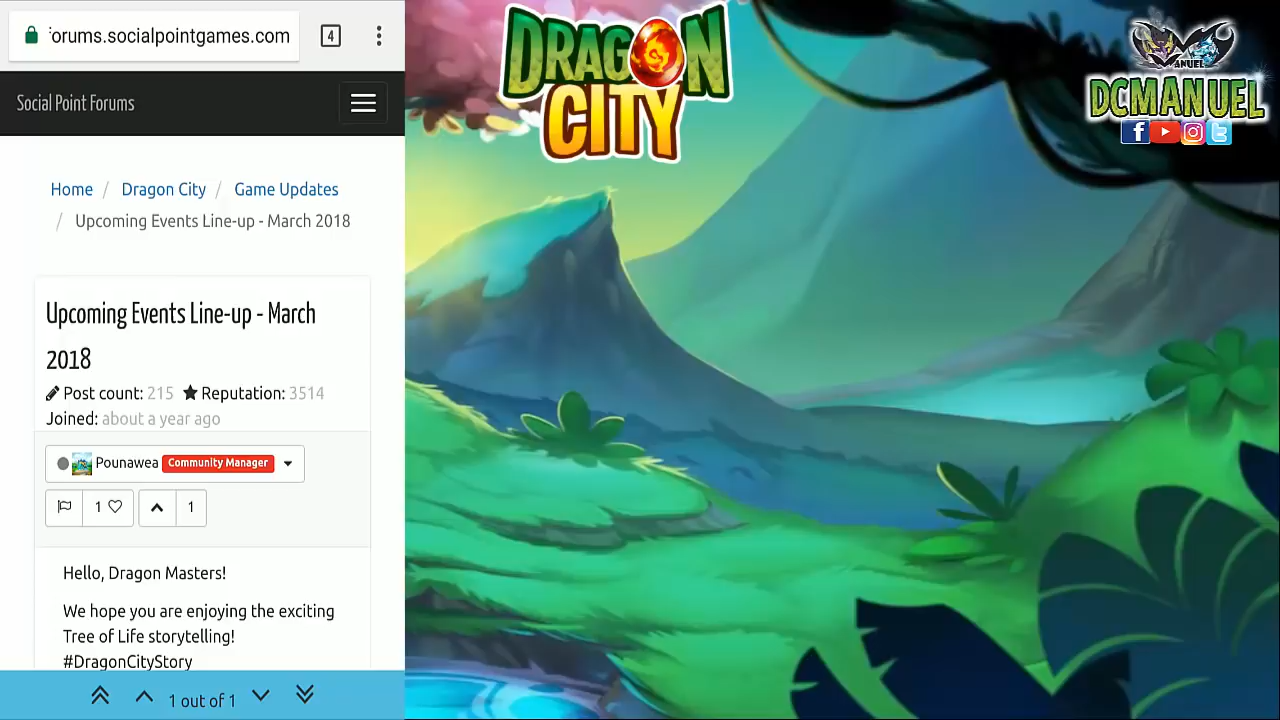 orums.socialpointgames.com
4
Social Point Forums
Home / Dragon City / Game Updates
/ Upcoming Events Line-up - March 2018
Upcoming Events Line-up - March
2018
Post count: 215 Reputation: 3514
Joined: about a year ago
Pounawea Community Manager
1 1
Hello, Dragon Masters!
We hope you are enjoying the exciting
Tree of Life storytelling!
#DragonCityStory
1 out of 1
DRAGON
CITY
ANUEL
DCMANUEL